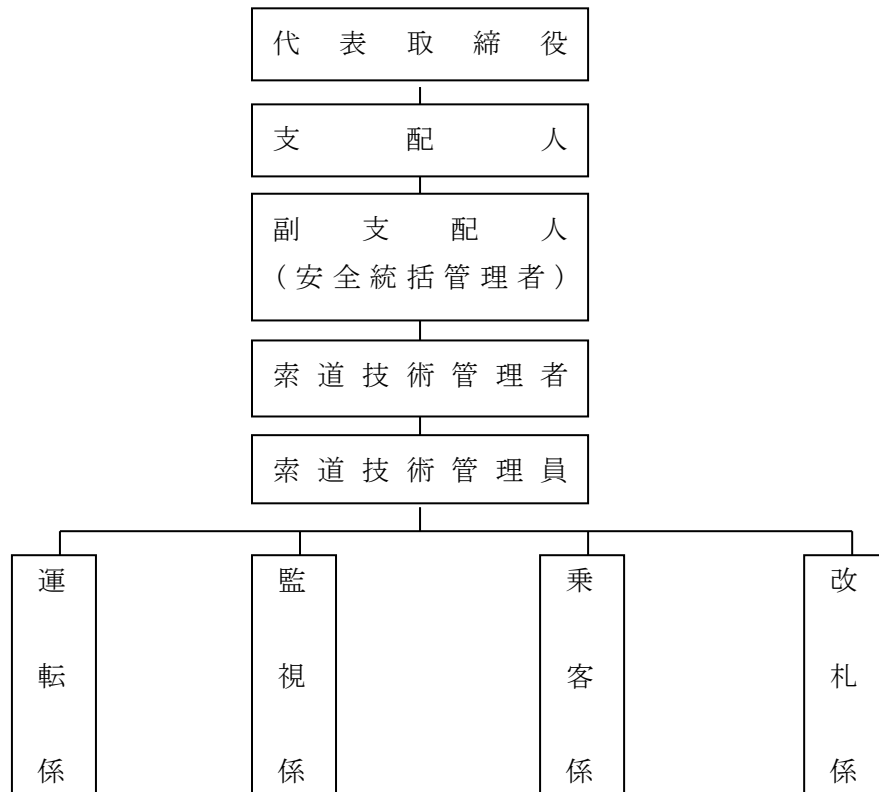 代表取締役
支配人
副支配人
(安全統括管理者)
索道技術管理者
索道技術管理員
運転係
監視係
乗客係
改札係